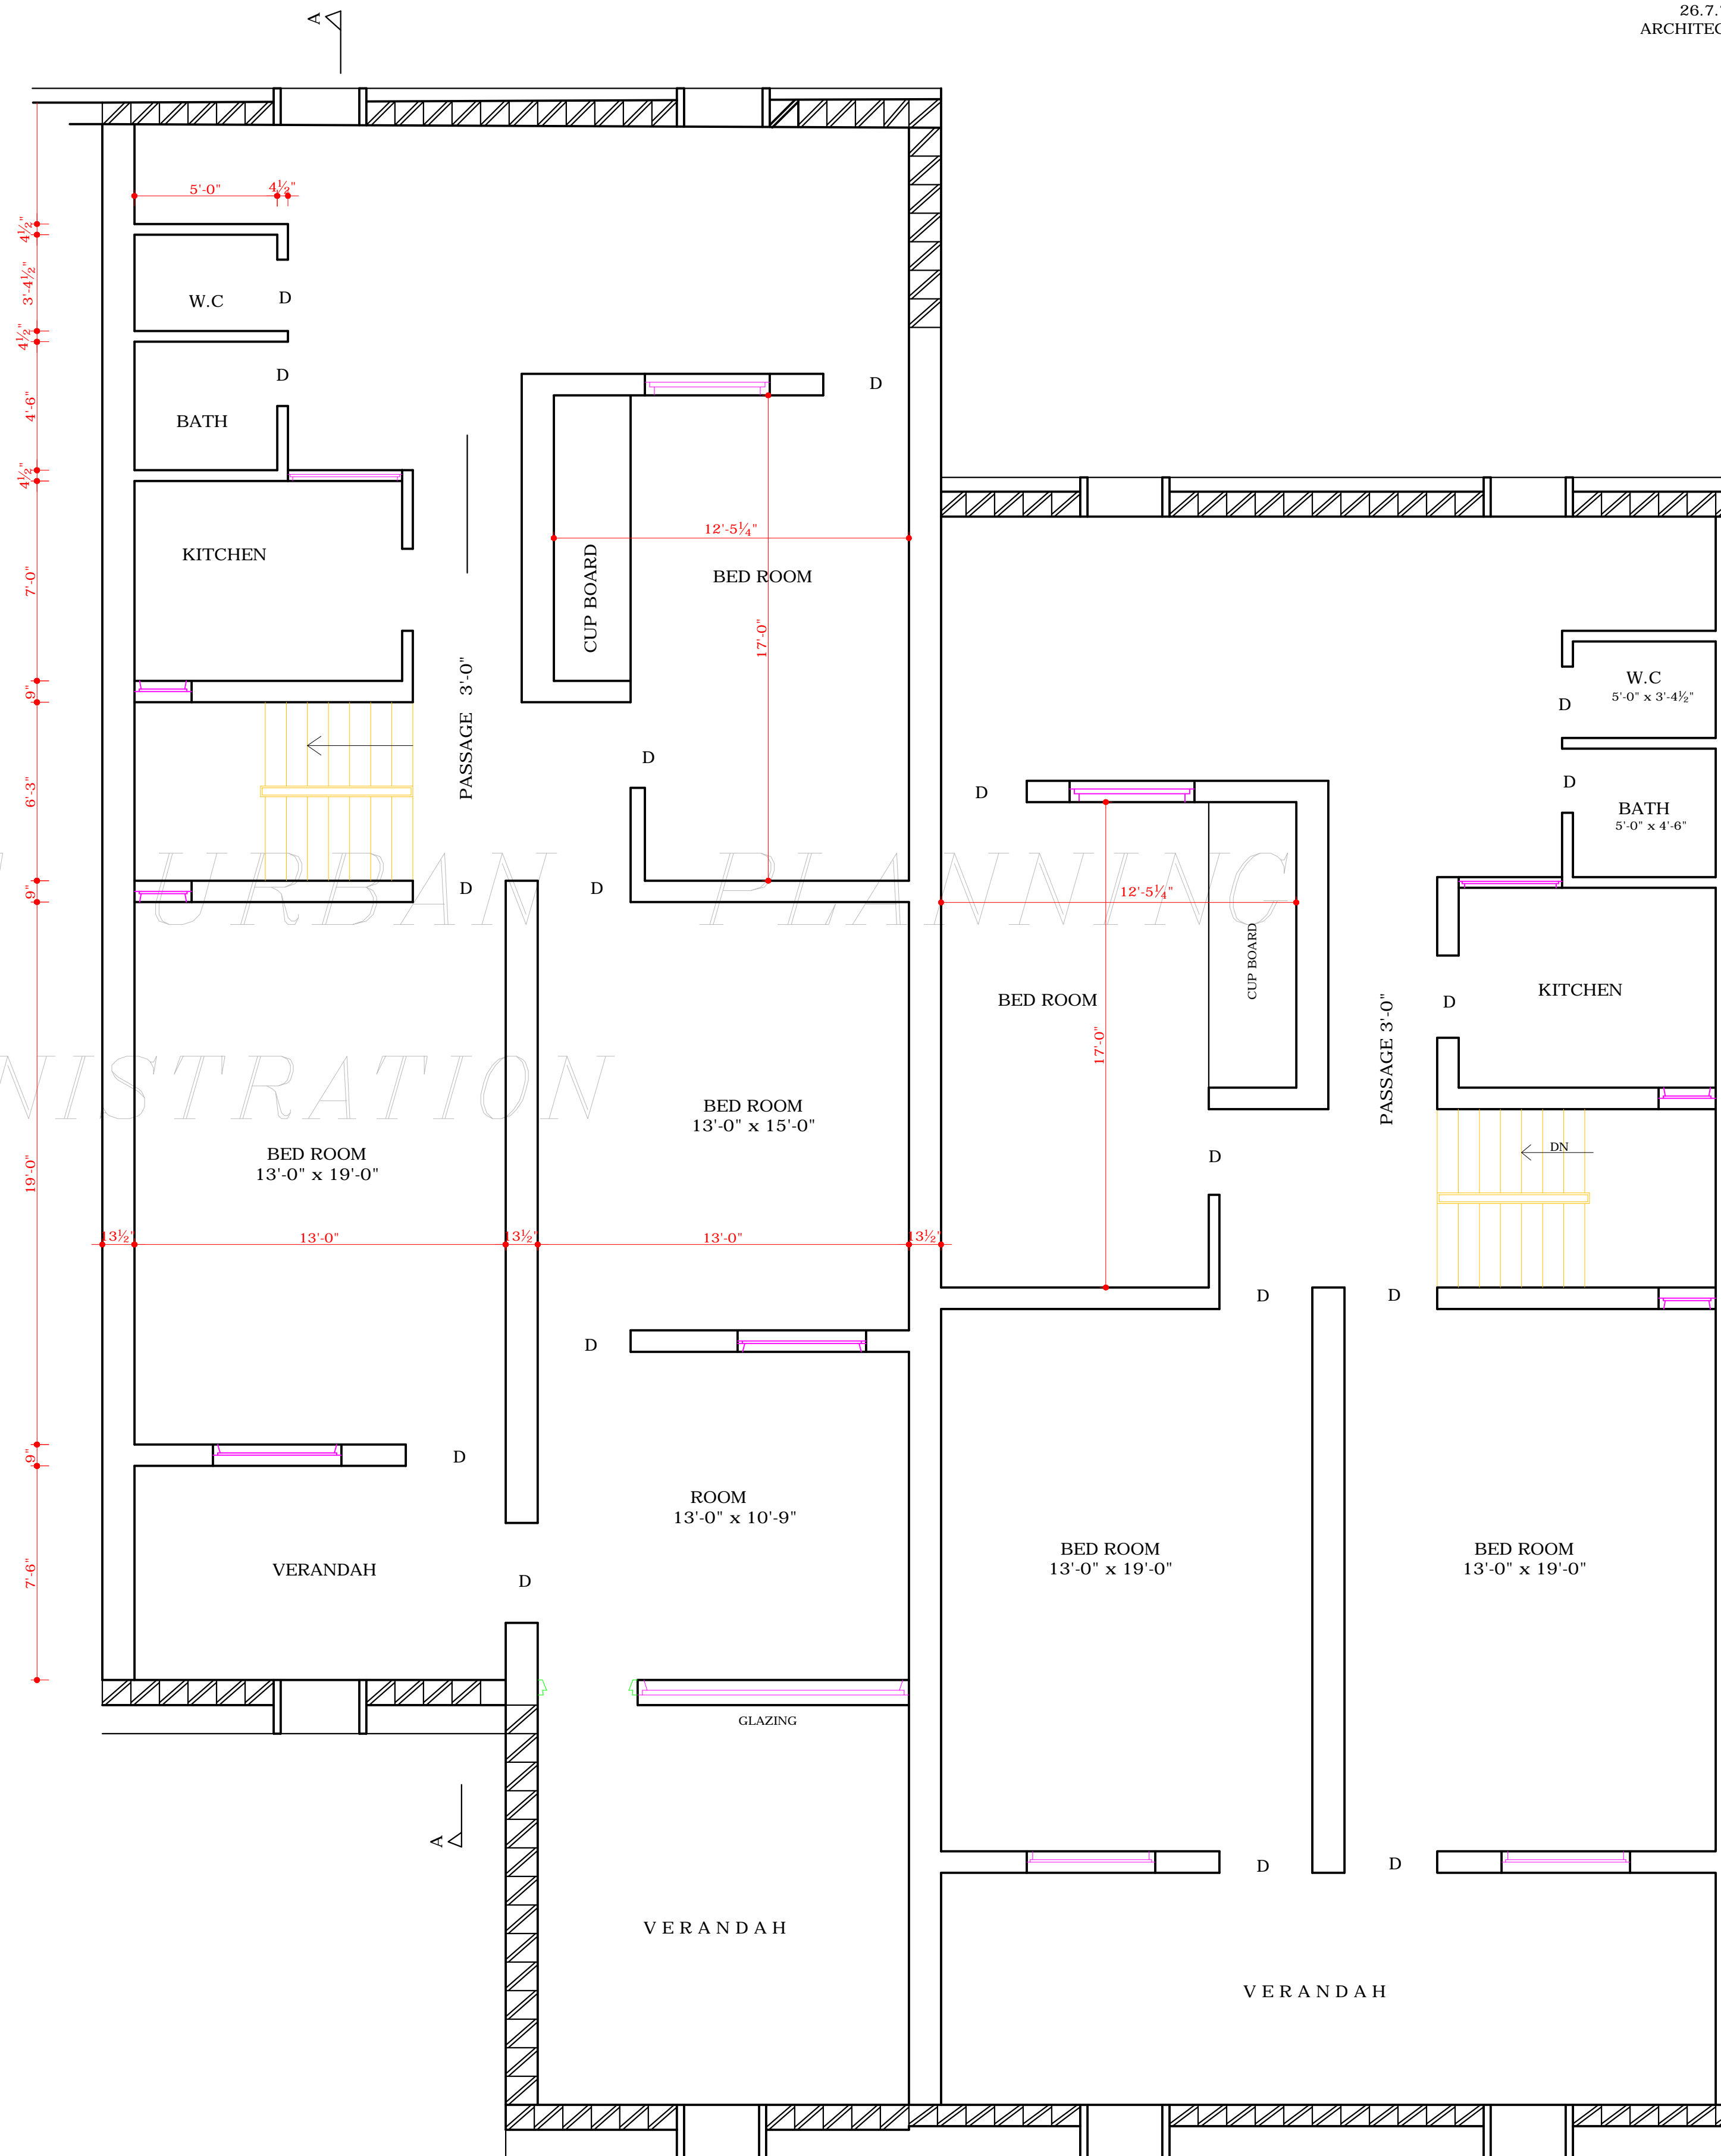 26.7.
ARCHITEC
A
5'-0"
4½"
4½"
3'-4½"
W.C
D
4½"
D
4'-6"
BATH
D
4½"
12'-5¼"
KITCHEN
CUP BOARD
BED ROOM
7'-0"
17'-0"
PASSAGE 3'-0"
9"
W.C
5'-0" x 3'-4½"
D
D
6'-3"
D
D
BATH
5'-0" x 4'-6"
9"
D
D
URBAN PLANNING
12'-5¼"
CUP BOARD
BED ROOM
KITCHEN
D
17'-0"
PASSAGE 3'-0"
NISTRATION
BED ROOM
13'-0" x 15'-0"
BED ROOM
13'-0" x 19'-0"
19'-0"
D
DN
13½"
13'-0"
13½"
13'-0"
13½"
D
D
D
9"
D
ROOM
13'-0" x 10'-9"
BED ROOM
13'-0" x 19'-0"
BED ROOM
13'-0" x 19'-0"
7'-6"
VERANDAH
D
GLAZING
A
D
D
VERANDAH
VERANDAH